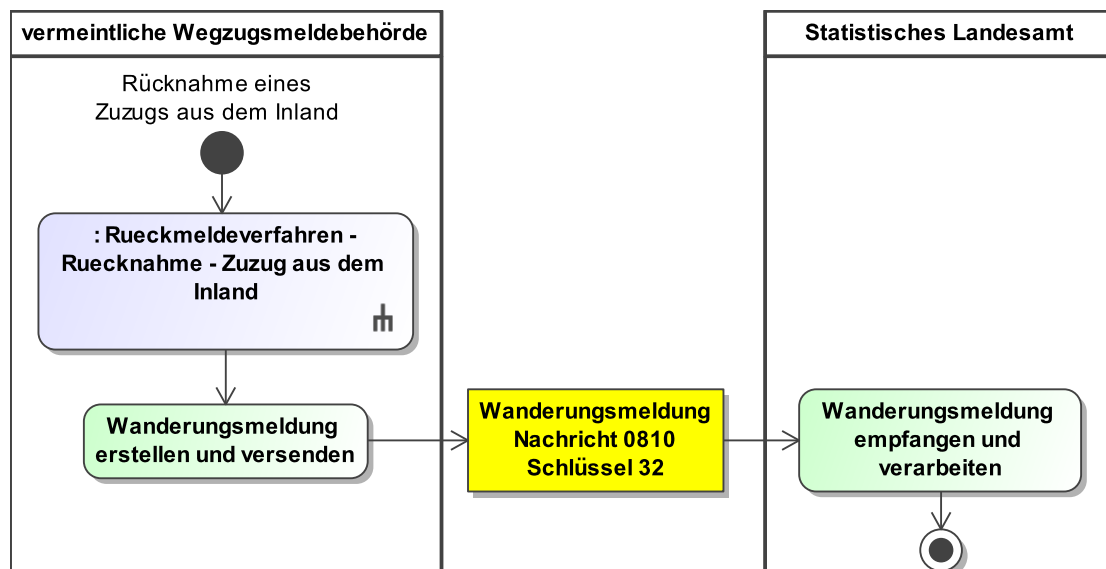 vermeintliche Wegzugsmeldebehörde
Statistisches Landesamt
Rücknahme eines
Zuzugs aus dem Inland
: Rueckmeldeverfahren -
Ruecknahme - Zuzug aus dem
Inland
Wanderungsmeldung
erstellen und versenden
Wanderungsmeldung
Nachricht 0810
Schlüssel 32
Wanderungsmeldung
empfangen und
verarbeiten